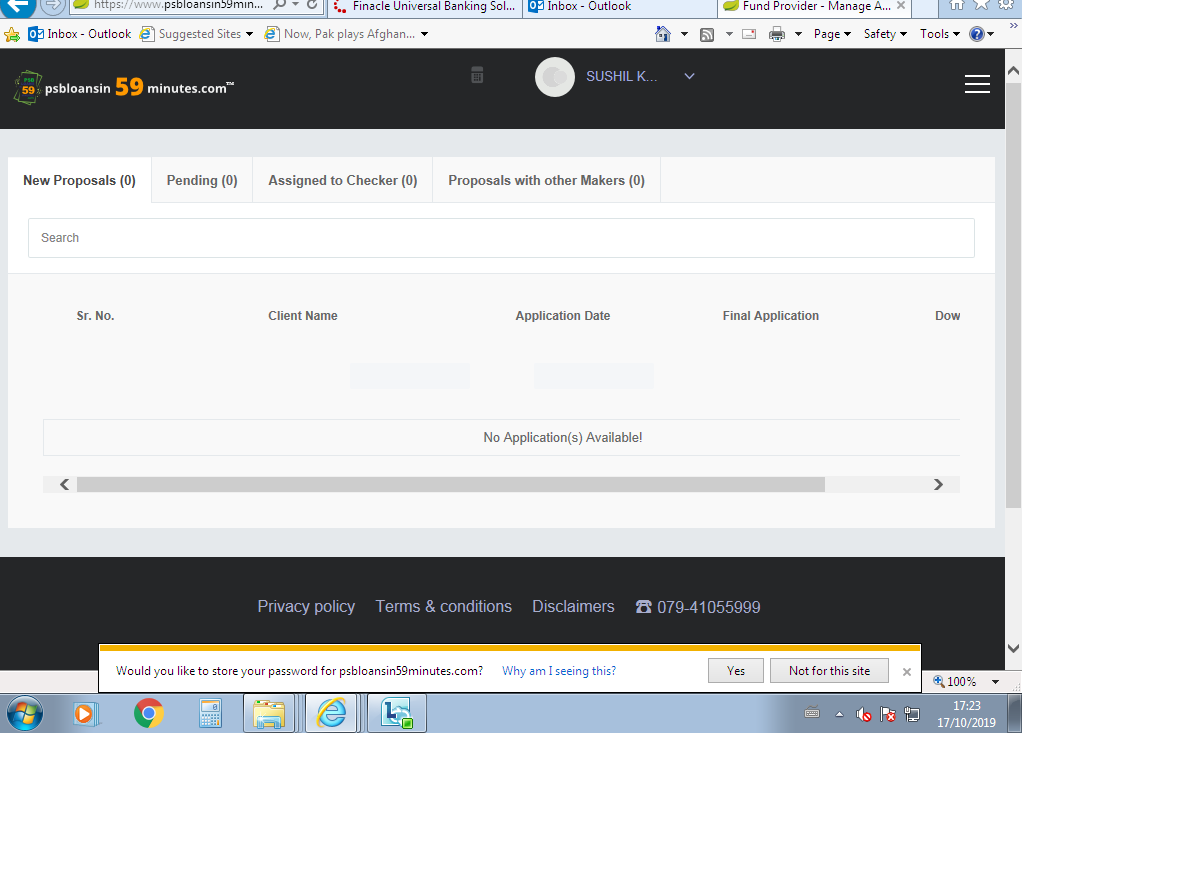 https://www.psbloansin59min...
Finacle Universal Banking Sol...
Inbox - Outlook
Fund Provider - Manage A...
Inbox - Outlook
Suggested Sites
Now, Pak plays Afghan...
Page
Safety
Tools
PSB
59
psbloansin 59 minutes.com™
SUSHIL K...
New Proposals (0)
Pending (0)
Assigned to Checker (0)
Proposals with other Makers (0)
Search
Sr. No.
Client Name
Application Date
Final Application
Dow
No Application(s) Available!
Privacy policy
Terms & conditions
Disclaimers
079-41055999
Would you like to store your password for psbloansin59minutes.com?
Why am I seeing this?
Yes
Not for this site
100%
17:23
17/10/2019